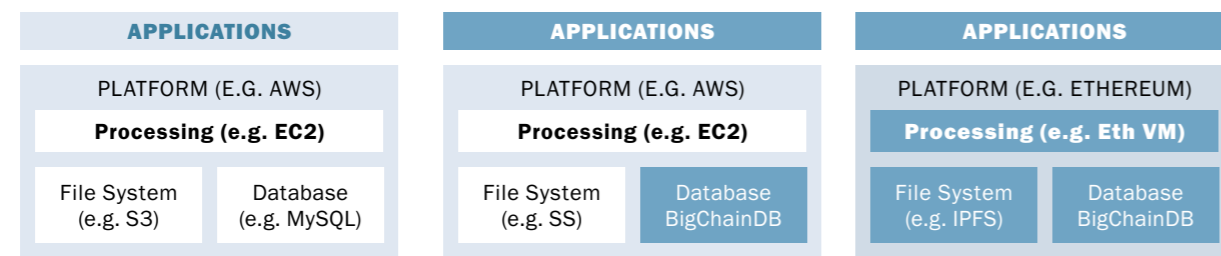 APPLICATIONS
PLATFORM (E.G. AWS)
Processing (e.g. EC2)
File System
(e.g. S3)
Database
(e.g. MySQL)
APPLICATIONS
PLATFORM (E.G. AWS)
Processing (e.g. EC2)
File System
(e.g. SS)
Database
BigChainDB
APPLICATIONS
PLATFORM (E.G. ETHEREUM)
Processing (e.g. Eth VM)
File System
(e.g. IPFS)
Database
BigChainDB